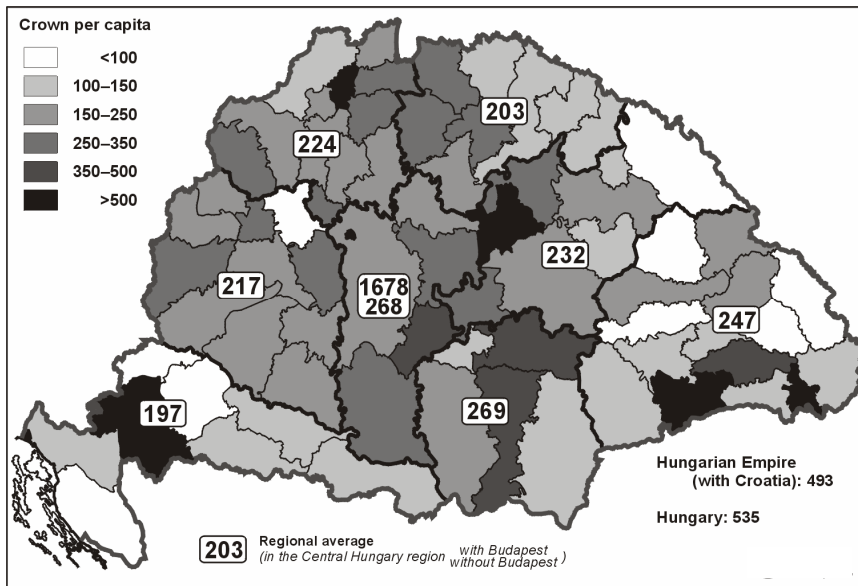 Crown per capita
<100
100–150
150–250
250–350
350–500
>500
203
224
232
217
1678
268
247
197
269
Hungarian Empire
(with Croatia): 493
Hungary: 535
203 Regional average
(in the Central Hungary region with Budapest
without Budapest )